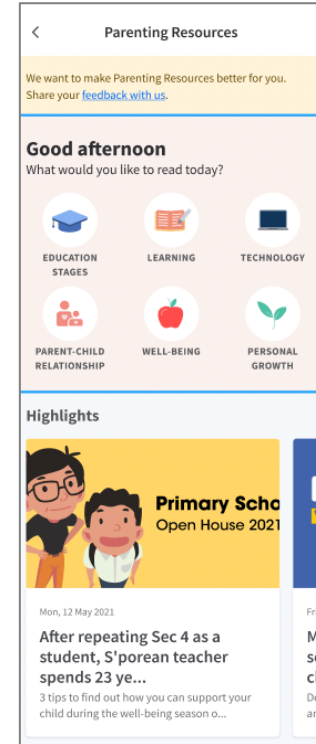 Parenting Resources
We want to make Parenting Resources better for you.
Share your feedback with us.
Good afternoon
What would you like to read today?
EDUCATION
STAGES
LEARNING
TECHNOLOGY
PARENT-CHILD
RELATIONSHIP
WELL-BEING
PERSONAL
GROWTH
Highlights
Primary Scho
Open House 2021
Mon, 12 May 2021
After repeating Sec 4 as a
student, S'porean teacher
spends 23 ye...
3 tips to find out how you can support your
child during the well-being season o...